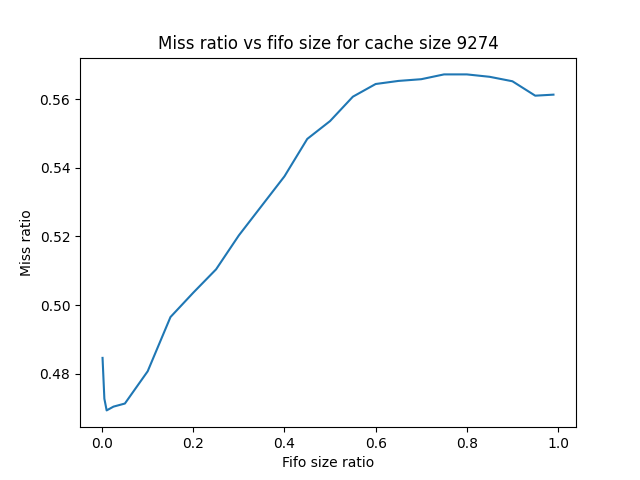 Miss ratio vs fifo size for cache size 9274
0.56
0.54
0.52
0.50
0.48
Miss ratio
0.0 0.2 0.4 0.6 0.8 1.0
Fifo size ratio